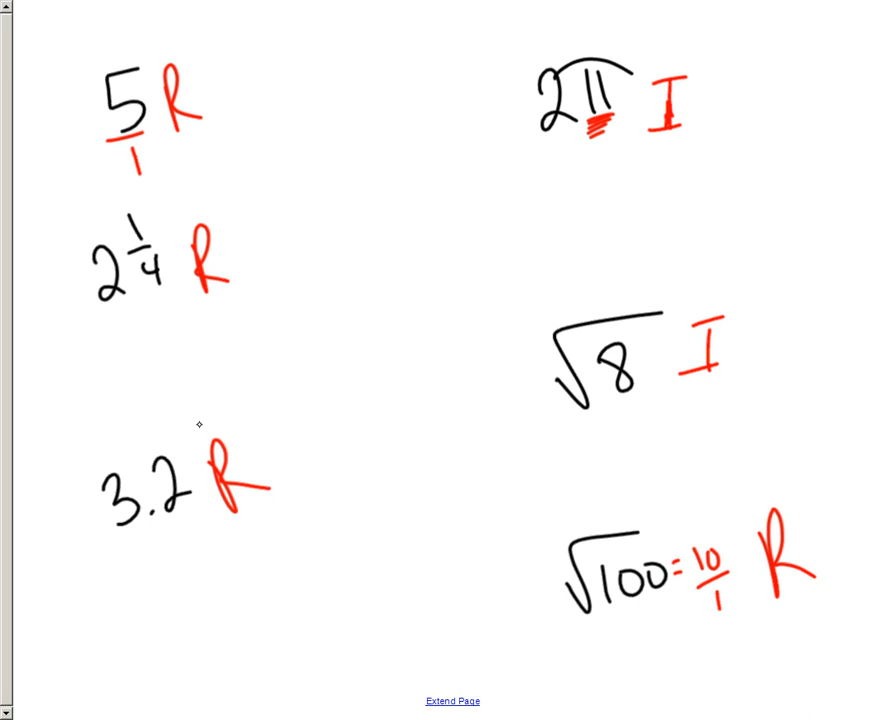 5/1 R
2 1/4 R
3.2 R
2π I
√8 I
√100 = 10/1 R
Extend Page